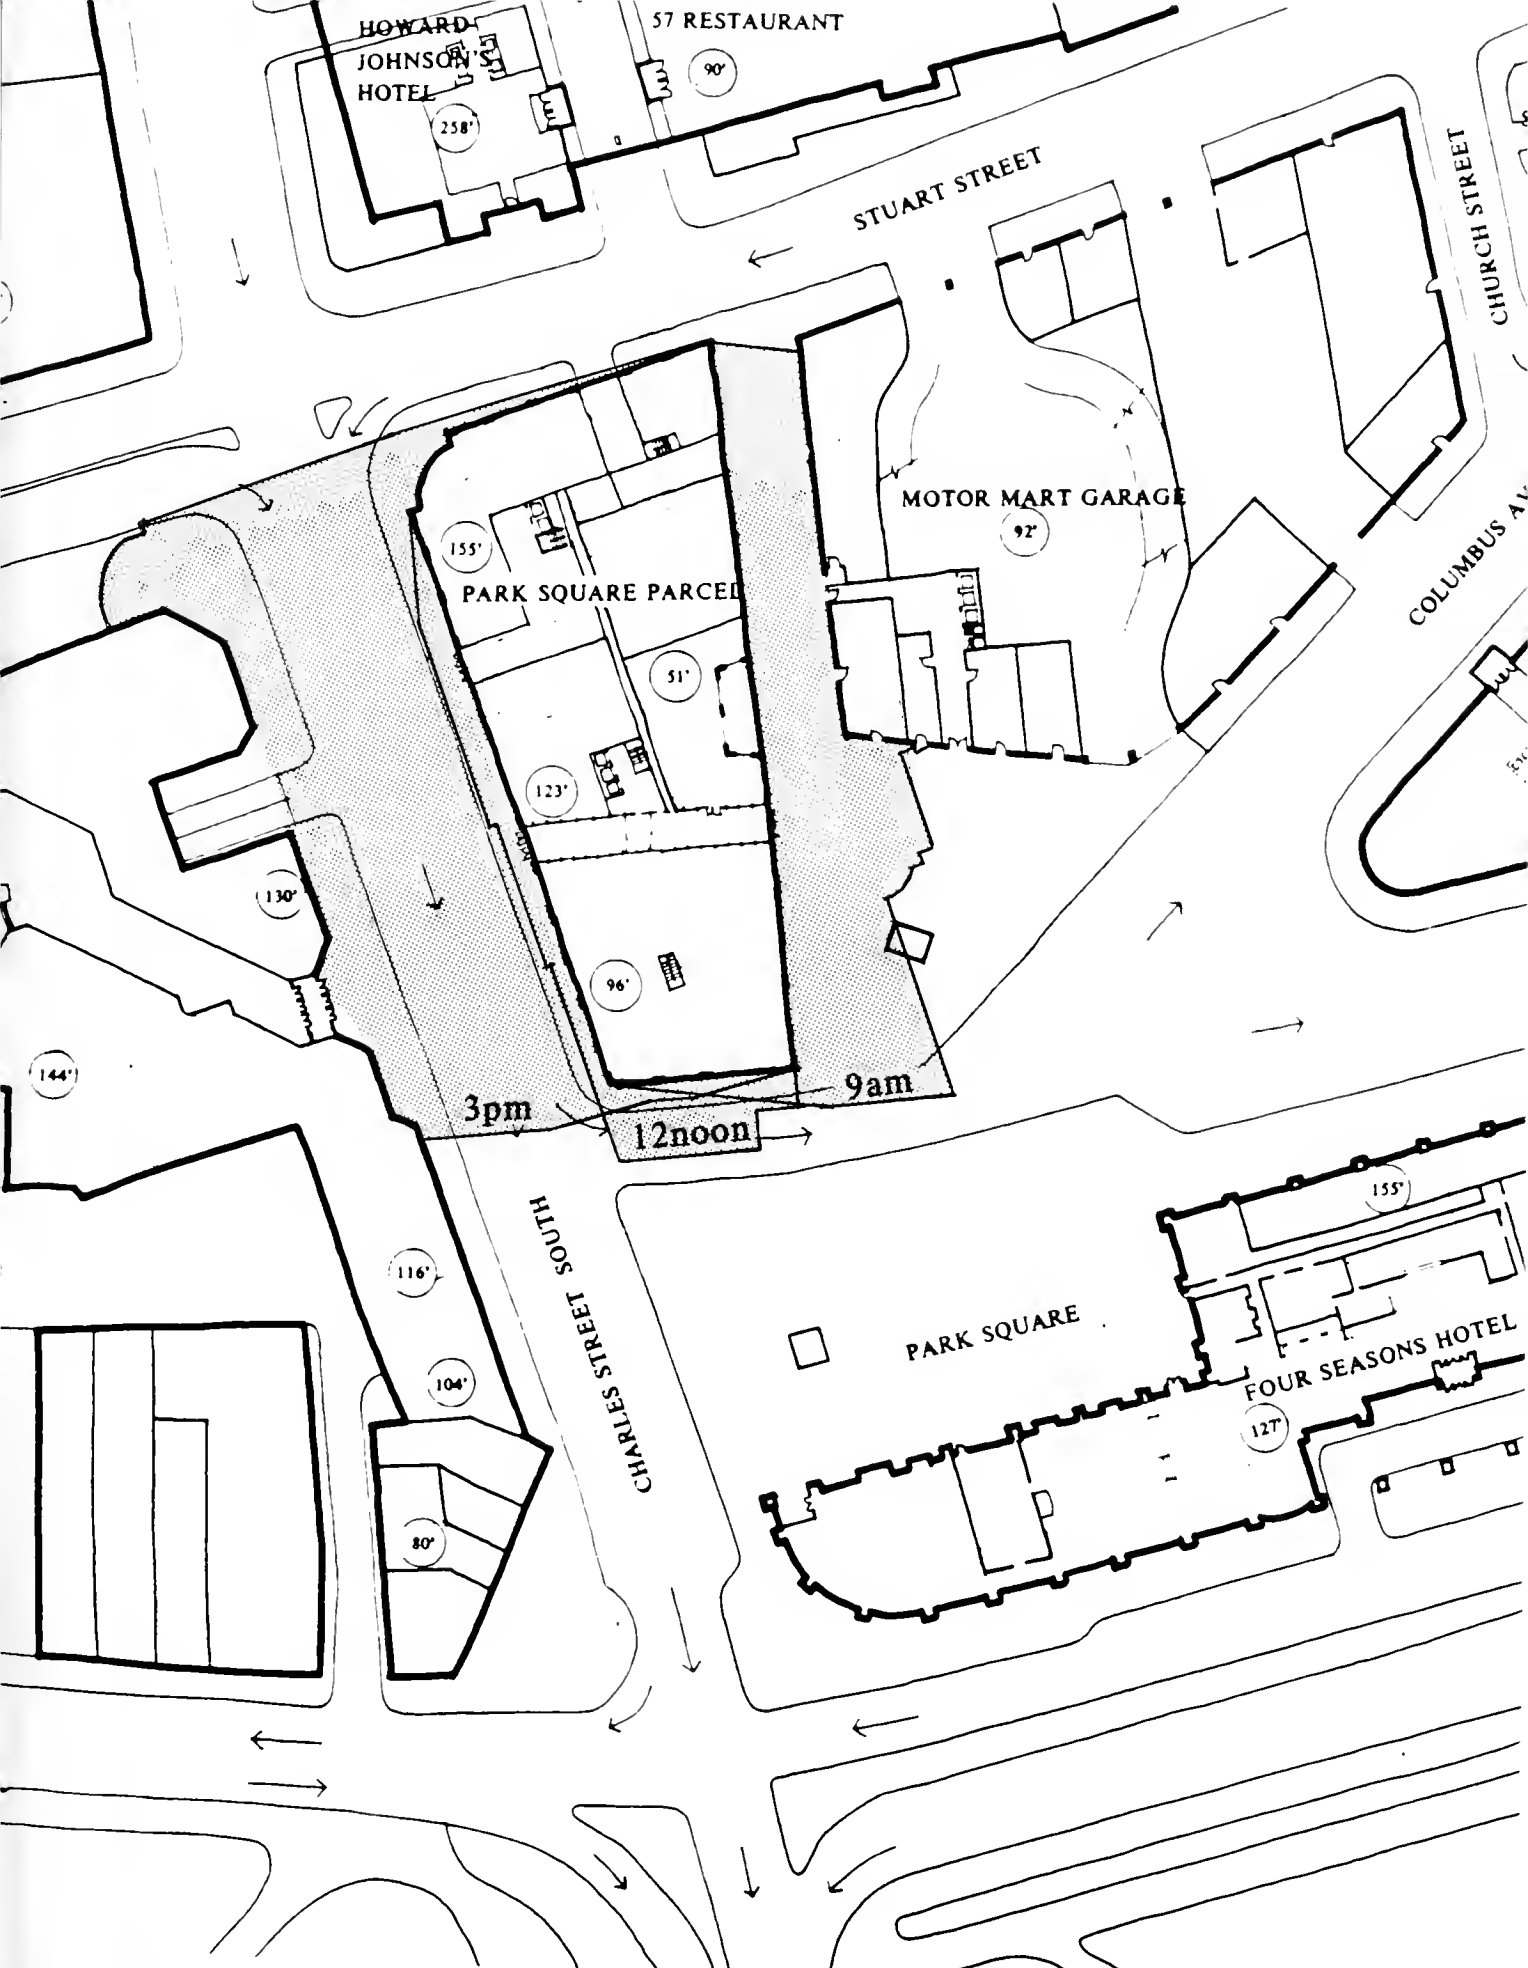 HOWARD
JOHNSON'S
HOTEL
258'
57 RESTAURANT
90'
STUART STREET
CHURCH STREET
MOTOR MART GARAGE
92'
COLUMBUS
155'
PARK SQUARE PARCEL
51'
123'
130'
96'
144'
3pm
12noon
9am
116'
CHARLES STREET SOUTH
155'
PARK SQUARE
FOUR SEASONS HOTEL
104'
127'
80'